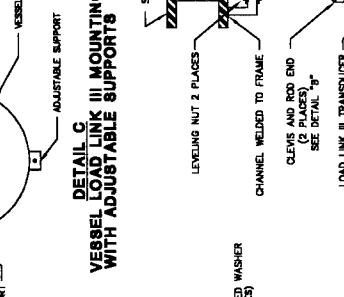 VESSEL
ADJUSTABLE SUPPORT
DETAIL C
VESSEL LOAD LINK III MOUNTING
WITH ADJUSTABLE SUPPORTS
LEVELING NUT 2 PLACES
CHANNEL WELDED TO FRAME
CLEVIS AND ROD END
(2 PLACES)
SEE DETAIL "B"
LOAD LINK III TRANSDUCER
WASHER